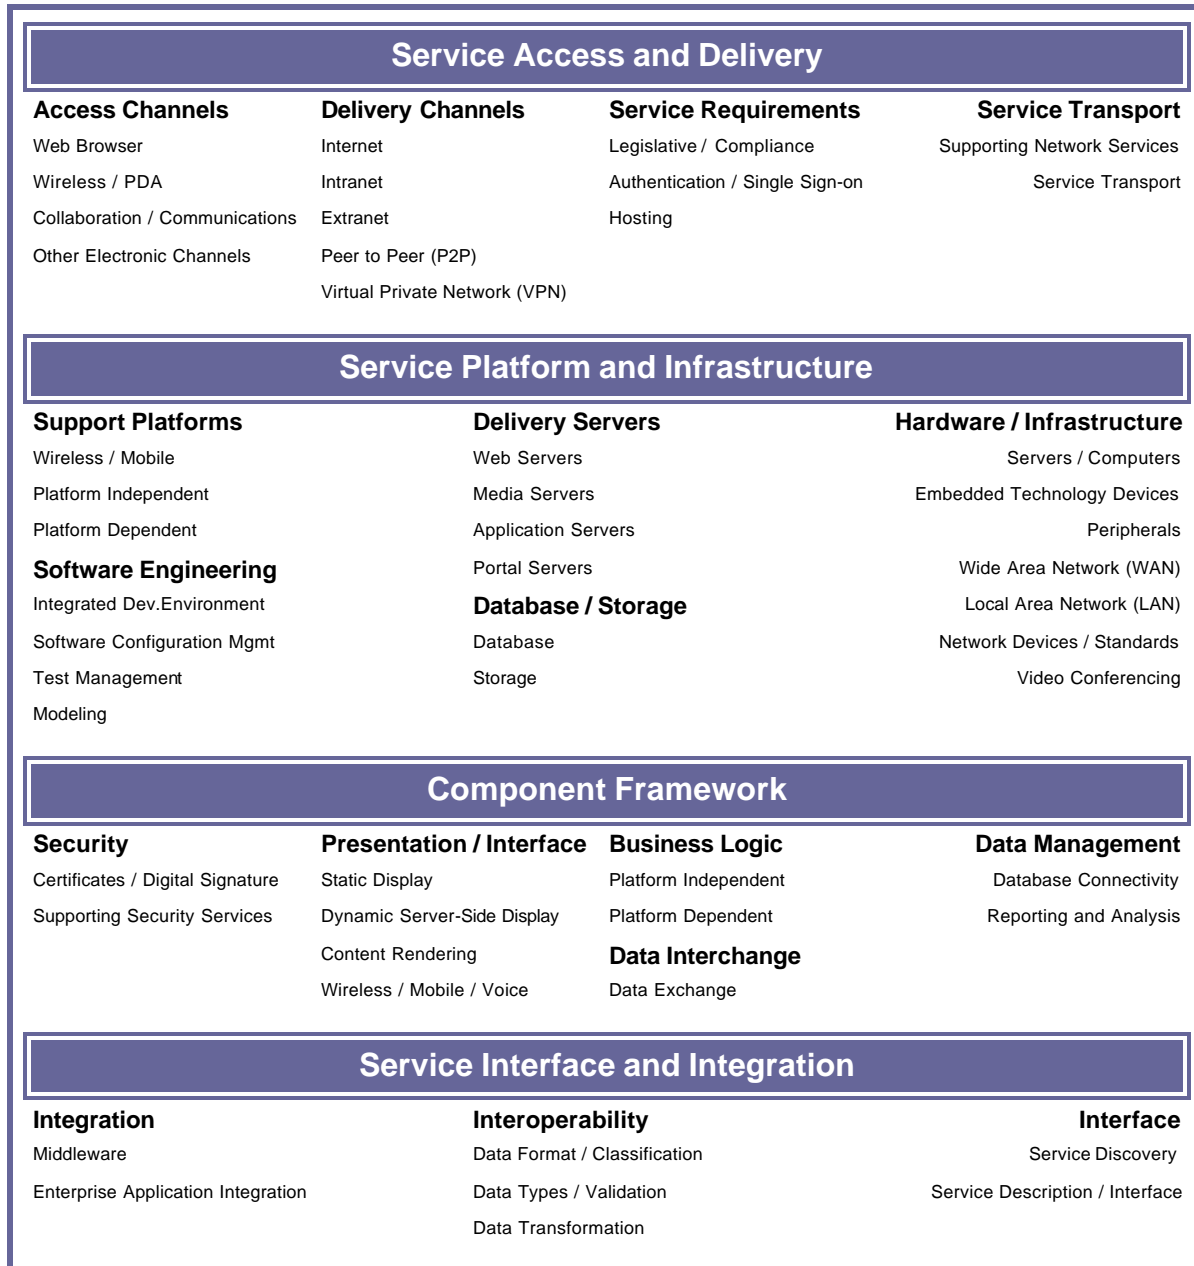 Service Access and Delivery
Access Channels
Web Browser
Wireless / PDA
Collaboration / Communications
Other Electronic Channels
Delivery Channels
Internet
Intranet
Extranet
Peer to Peer (P2P)
Virtual Private Network (VPN)
Service Requirements
Legislative / Compliance
Authentication / Single Sign-on
Hosting
Service Transport
Supporting Network Services
Service Transport
Service Platform and Infrastructure
Support Platforms
Wireless / Mobile
Platform Independent
Platform Dependent
Software Engineering
Integrated Dev.Environment
Software Configuration Mgmt
Test Management
Modeling
Delivery Servers
Web Servers
Media Servers
Application Servers
Portal Servers
Database / Storage
Database
Storage
Hardware / Infrastructure
Servers / Computers
Embedded Technology Devices
Peripherals
Wide Area Network (WAN)
Local Area Network (LAN)
Network Devices / Standards
Video Conferencing
Component Framework
Security
Certificates / Digital Signature
Supporting Security Services
Presentation / Interface
Static Display
Dynamic Server-Side Display
Content Rendering
Wireless / Mobile / Voice
Business Logic
Platform Independent
Platform Dependent
Data Interchange
Data Exchange
Data Management
Database Connectivity
Reporting and Analysis
Service Interface and Integration
Integration
Middleware
Enterprise Application Integration
Interoperability
Data Format / Classification
Data Types / Validation
Data Transformation
Interface
Service Discovery
Service Description / Interface